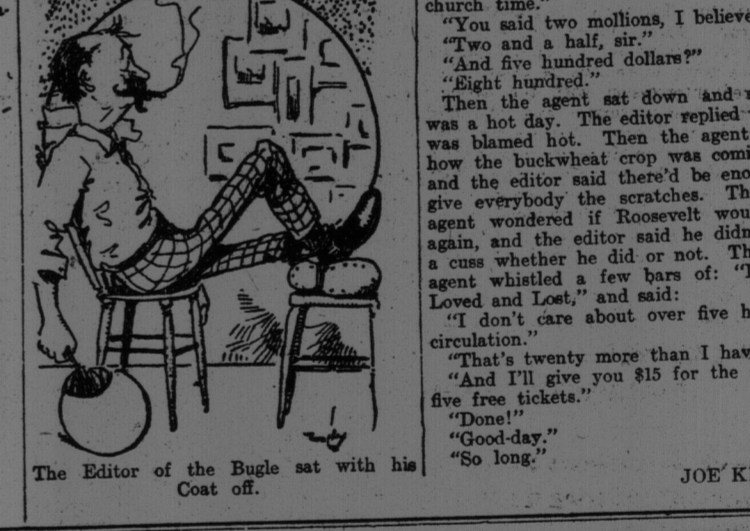 The Editor of the Bugle sat with his
Coat off.
church time."
"You said two mollions, I believe
"Two and a half, sir."
"And five hundred dollars?"
"Eight hundred."
Then the agent sat down and
was a hot day. The editor replied
was blamed hot. Then the agent
how the buckwheat crop was comi
and the editor said there'd be eno
give everybody the scratches. Th
agent wondered if Roosevelt wou
again, and the editor said he didn
a cuss whether he did or not. Th
agent whistled a few bars of:
Loved and Lost," and said:
"I don't care about over five h
circulation."
"That's twenty more than I hav
"And I'll give you $15 for the
five free tickets."
"Done!"
"Good-day."
"So long."
JOE K